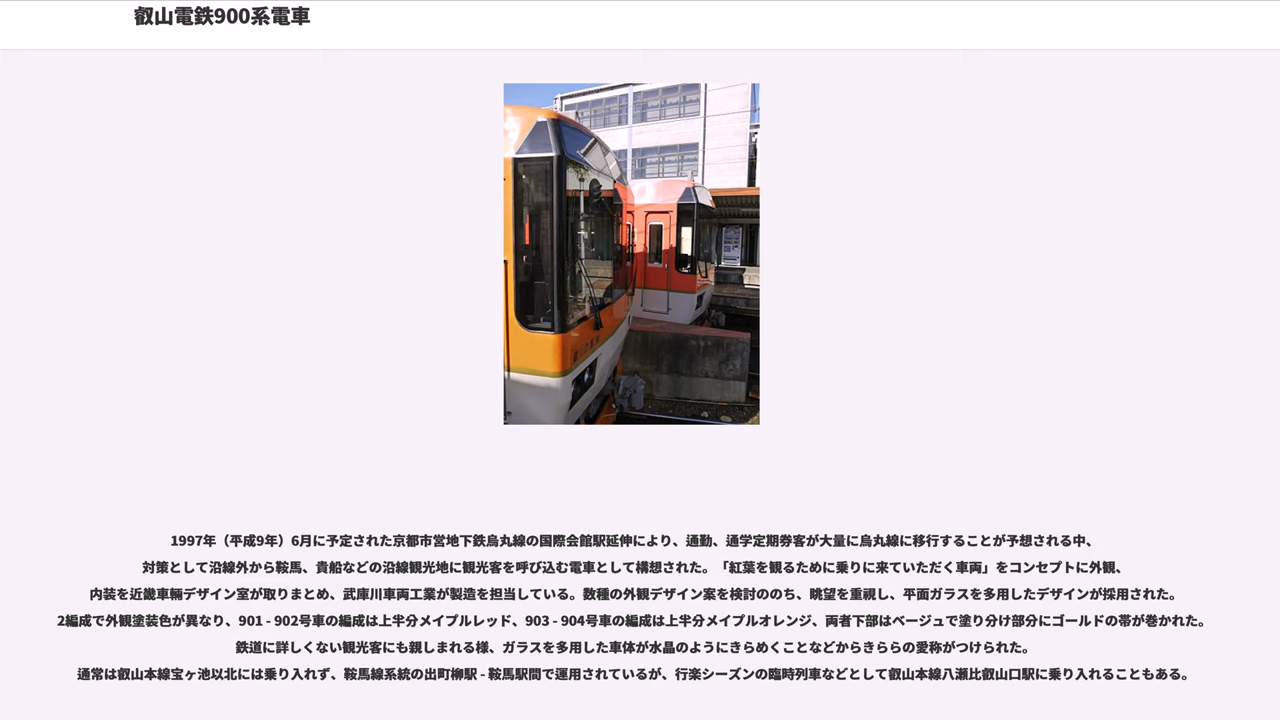 叡山電鉄900系電車
1997年（平成9年）6月に予定された京都市営地下鉄烏丸線の国際会館駅延伸により、通勤、通学定期券客が大量に烏丸線に移行することが予想される中、
対策として沿線外から鞍馬、貴船などの沿線観光地に観光客を呼び込む電車として構想された。「紅葉を観るために乗りに来ていただく車両」をコンセプトに外観、
内装を近畿車輛デザイン室が取りまとめ、武庫川車両工業が製造を担当している。数種の外観デザイン案を検討ののち、眺望を重視し、平面ガラスを多用したデザインが採用された。
2編成で外観塗装色が異なり、901 - 902号車の編成は上半分メイプルレッド、903 - 904号車の編成は上半分メイプルオレンジ、両者下部はベージュで塗り分け部分にゴールドの帯が巻かれた。
鉄道に詳しくない観光客にも親しまれる様、ガラスを多用した車体が水晶のようにきらめくことなどからきららの愛称がつけられた。
通常は叡山本線宝ヶ池以北には乗り入れず、鞍馬線系統の出町柳駅 - 鞍馬駅間で運用されているが、行楽シーズンの臨時列車などとして叡山本線八瀬比叡山口駅に乗り入れることもある。